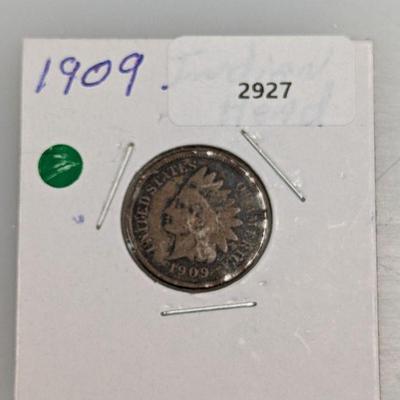 1909. Indian
2927
Head
UNITED STATES OF AMERICA
1909